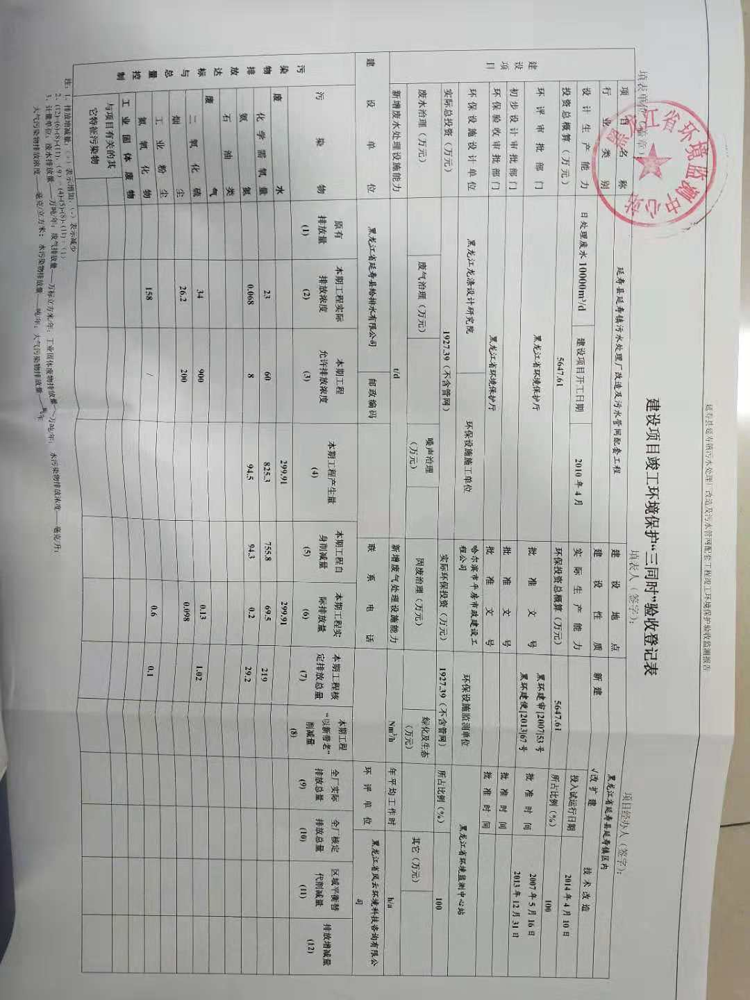 延寿县延寿镇污水处理厂改造及污水管网配套工程竣工环境保护验收监测报告
建设项目竣工环境保护“三同时”验收登记表
填表单位（盖章）： 填表人（签字）： 项目经办人（签字）：
黑龙江省环境监测中心站
建设项目
项目名称 延寿县延寿镇污水处理厂改造及污水管网配套工程 建设地点 黑龙江省延寿县延寿镇区内
行业类别 建设性质 新建 √改扩建 技术改造
设计生产能力 日处理废水 10000m³/d 建设项目开工日期 2010 年 4 月 实际生产能力 投入试运行日期 2014 年 4 月 10 日
投资总概算（万元） 5647.61 环保投资总概算（万元） 5647.61 所占比例（%） 100
环评审批部门 黑龙江省环境保护厅 批准文号 黑环建审[2007]53 号 黑环建便[2013]67 号 批准时间 2007 年 5 月 16 日 2013 年 12 月 31 日
初步设计审批部门 批准文号 批准时间
环保验收审批部门 黑龙江省环境保护厅 批准文号 批准时间
环保设施设计单位 黑龙江龙涤设计研究院 环保设施施工单位 哈尔滨市平房市政建设工程公司 环保设施监测单位 黑龙江省环境监测中心站
实际总投资（万元） 1927.39（不含管网） 实际环保投资（万元） 1927.39（不含管网） 所占比例（%） 100
废水治理（万元） 废气治理（万元） 噪声治理（万元） 固废治理（万元） 绿化及生态（万元） 其它（万元）
新增废水处理设施能力 t/d 新增废气处理设施能力 Nm³/h 年平均工作时 h/a
建设单位 黑龙江省延寿县给排水有限公司 邮政编码 联系电话 环评单位 黑龙江省风云环境科技咨询有限公司
污染物排放达标与总量控制
污染物 原有排放量(1) 本期工程实际排放浓度(2) 本期工程允许排放浓度(3) 本期工程产生量(4) 本期工程自身削减量(5) 本期工程实际排放量(6) 本期工程核定排放总量(7) 本期工程“以新带老”削减量(8) 全厂实际排放总量(9) 全厂核定排放总量(10) 区域平衡替代削减量(11) 排放增减量(12)
废水 299.91 299.91
化学需氧量 23 60 825.3 755.8 69.5 219
氨氮 0.068 8 94.5 94.3 0.2 29.2
石油类
废气
二氧化硫 34 900 0.13 1.02
烟尘 26.2 200 0.098
工业粉尘
氮氧化物 158 / 0.6 0.1
工业固体废物
与项目有关的其它特征污染物
注：1、排放增减量：（+）表示增加，（-）表示减少
2、(12)=(6)-(8)-(11)，（9）= (4)-(5)-(8)- (11) +（1）
3、计量单位：废水排放量——万吨/年；废气排放量——万标立方米/年；工业固体废物排放量——万吨/年；水污染物排放浓度——毫克/升；
大气污染物排放浓度——毫克/立方米；水污染物排放量——吨/年；大气污染物排放量——吨/年